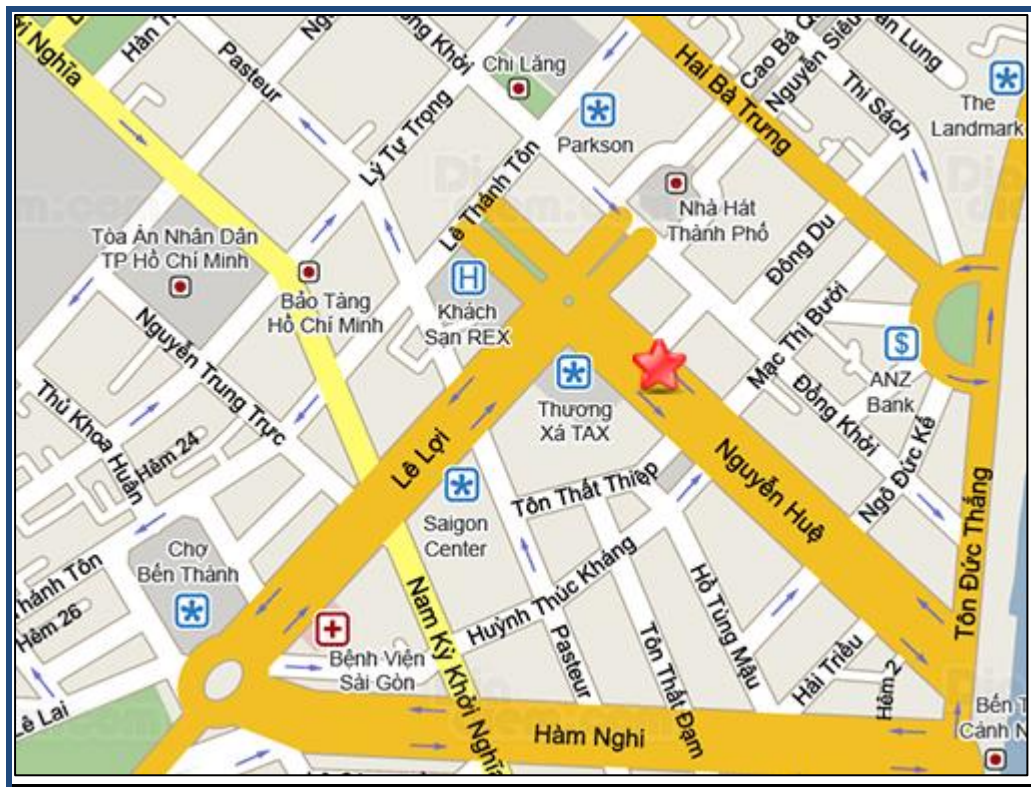 Nghĩa
Hàn
Pasteur
Khởi
Chi Lăng
Parkson
Hai Bà Trưng
Cao Bá
Nguyễn Siêu
Lung
Thi Sách
The
Landmark
Lý Tự Trọng
Lê Thánh Tôn
Nhà Hát
Thành Phố
Tòa Án Nhân Dân
TP Hồ Chí Minh
Bảo Tàng
Hồ Chí Minh
H
Khách
Sạn REX
Đông Du
Mạc Thị Bưởi
$
ANZ
Bank
Nguyễn Trung Trực
Thủ Khoa Huân
Hẻm 24
Lê Lợi
Thương
Xá TAX
Đồng Khởi
Ngô Đức Kế
Nguyễn Huệ
Tôn Thất Thiệp
Saigon
Center
Chợ
Bến Thành
Thánh Tôn
Hẻm 26
Nam Kỳ Khởi Nghĩa
Huỳnh Thúc Kháng
Pasteur
Tôn Thất Đạm
Hồ Tùng Mậu
Hải Triều
Hẻm 2
Tôn Đức Thắng
Bệnh Viện
Sài Gòn
Lê Lai
Hàm Nghi
Bến
Cảnh